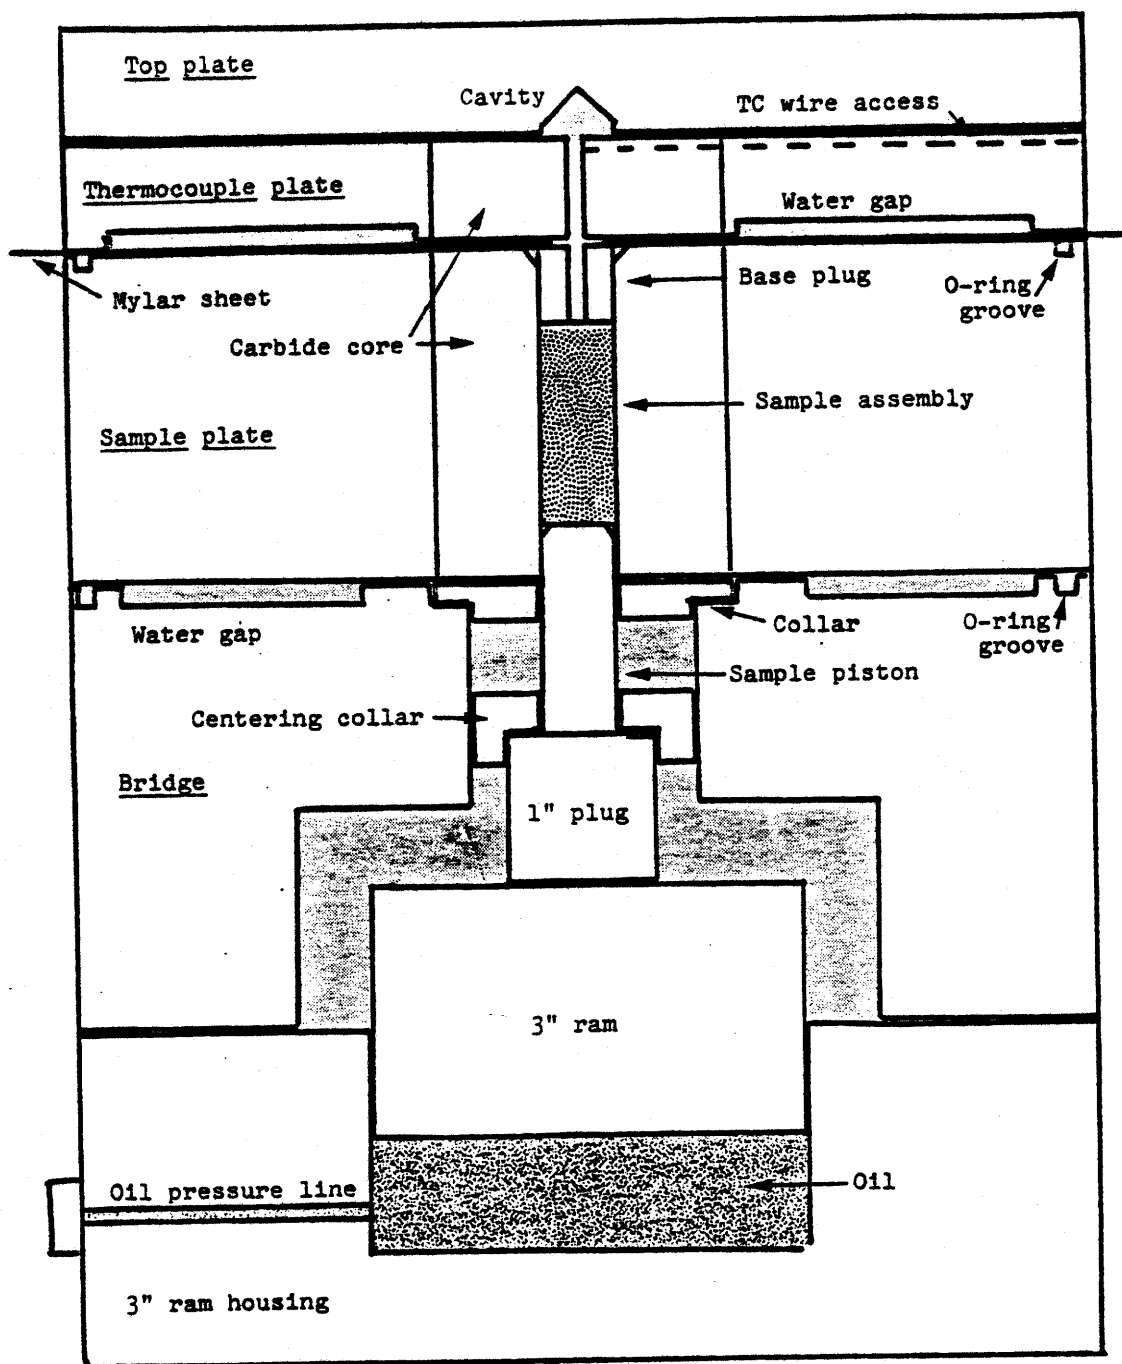 Top plate
Cavity
TC wire access
Thermocouple plate
Water gap
Base plug
O-ring
groove
Mylar sheet
Carbide core
Sample assembly
Sample plate
Water gap
Collar
O-ring
groove
Sample piston
Centering collar
Bridge
1" plug
3" ram
Oil pressure line
Oil
3" ram housing